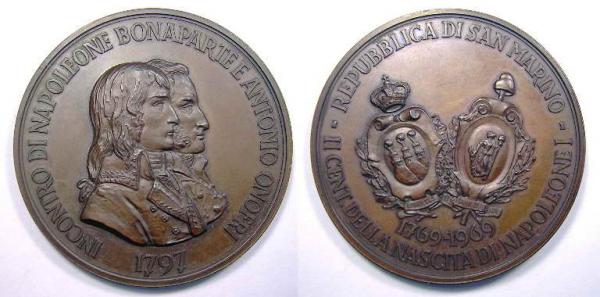 INCONTRO DI NAPOLEONE BONAPARTE E ANTONIO ONOFRI
1797
REPUBBLICA DI SAN MARINO
1769-1969
II CENT. DELLA NASCITA DI NAPOLEONE I